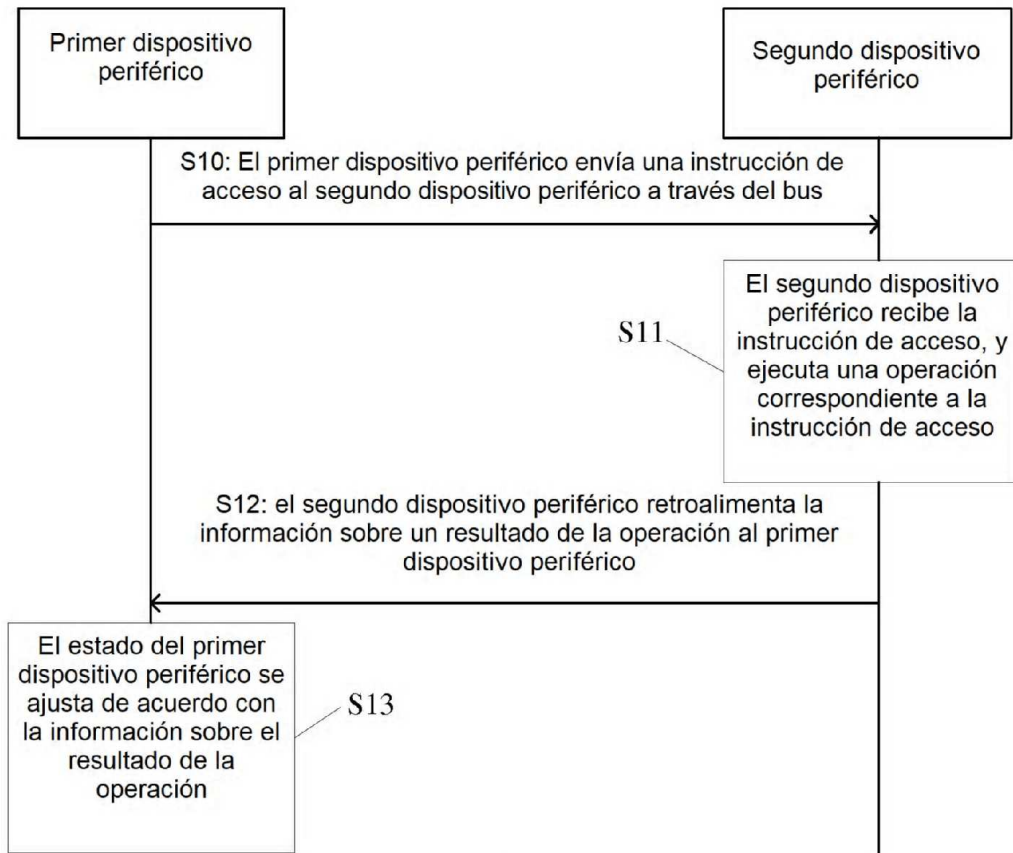 Primer dispositivo
periférico
Segundo dispositivo
periférico
S10: El primer dispositivo periférico envía una instrucción de
acceso al segundo dispositivo periférico a través del bus
El segundo dispositivo
periférico recibe la
instrucción de acceso, y
ejecuta una operación
correspondiente a la
instrucción de acceso
S11
S12: el segundo dispositivo periférico retroalimenta la
información sobre un resultado de la operación al primer
dispositivo periférico
El estado del primer
dispositivo periférico se
ajusta de acuerdo con
la información sobre el
resultado de la
operación
S13